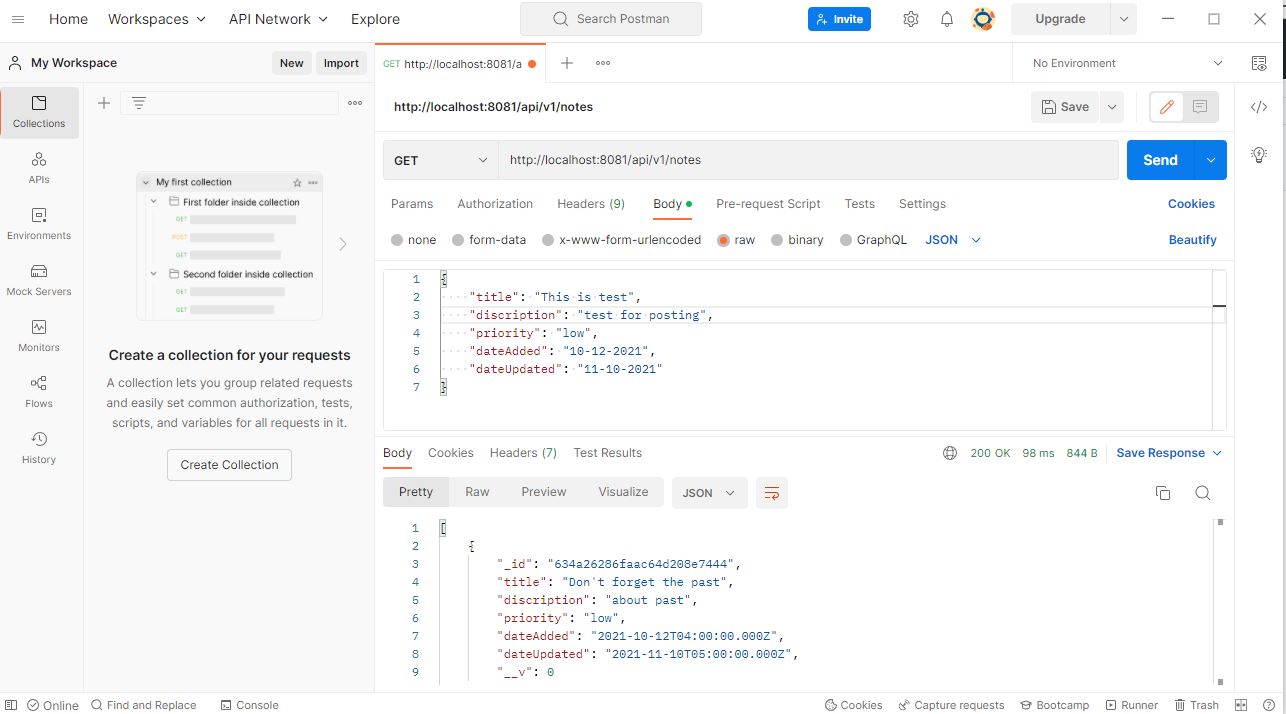 Home Workspaces API Network Explore Search Postman Invite Upgrade
My Workspace New Import GET http://localhost:8081/a No Environment
Collections
APIs
Environments
Mock Servers
Monitors
Flows
History
My first collection
First folder inside collection
GET
POST
GET
Second folder inside collection
GET
GET
Create a collection for your requests
A collection lets you group related requests
and easily set common authorization, tests,
scripts, and variables for all requests in it.
Create Collection
http://localhost:8081/api/v1/notes Save
GET http://localhost:8081/api/v1/notes Send
Params Authorization Headers (9) Body Pre-request Script Tests Settings Cookies
none form-data x-www-form-urlencoded raw binary GraphQL JSON Beautify
1 {
2 "title": "This is test",
3 "discription": "test for posting",
4 "priority": "low",
5 "dateAdded": "10-12-2021",
6 "dateUpdated": "11-10-2021"
7 }
Body Cookies Headers (7) Test Results 200 OK 98 ms 844 B Save Response
Pretty Raw Preview Visualize JSON
1 [
2 {
3 "_id": "634a26286faac64d208e7444",
4 "title": "Don't forget the past",
5 "discription": "about past",
6 "priority": "low",
7 "dateAdded": "2021-10-12T04:00:00.000Z",
8 "dateUpdated": "2021-11-10T05:00:00.000Z",
9 "__v": 0
Online Find and Replace Console Cookies Capture requests Bootcamp Runner Trash